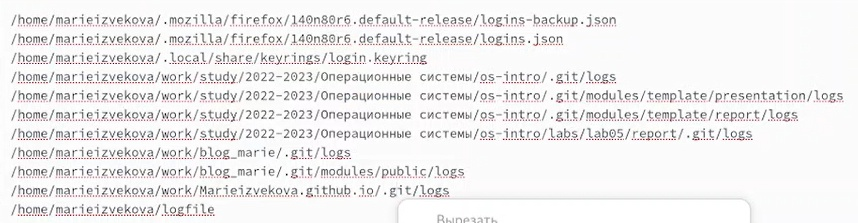 /home/marieizvekova/.mozilla/firefox/140n80r6.default-release/logins-backup.json
/home/marieizvekova/.mozilla/firefox/140n80r6.default-release/logins.json
/home/marieizvekova/.local/share/keyrings/login.keyring
/home/marieizvekova/work/study/2022-2023/Операционные системы/os-intro/.git/logs
/home/marieizvekova/work/study/2022-2023/Операционные системы/os-intro/.git/modules/template/presentation/logs
/home/marieizvekova/work/study/2022-2023/Операционные системы/os-intro/.git/modules/template/report/logs
/home/marieizvekova/work/study/2022-2023/Операционные системы/os-intro/labs/lab05/report/.git/logs
/home/marieizvekova/work/blog_marie/.git/logs
/home/marieizvekova/work/blog_marie/.git/modules/public/logs
/home/marieizvekova/work/Marieizvekova.github.io/.git/logs
/home/marieizvekova/logfile
Вырезать